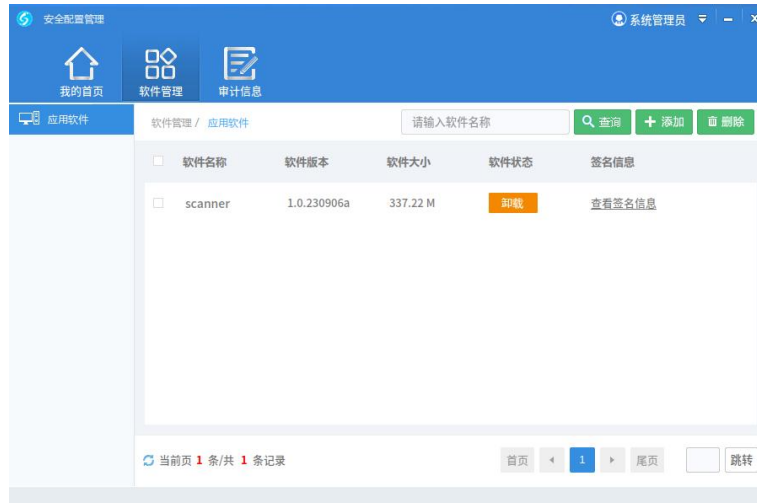 安全配置管理 系统管理员
我的首页 软件管理 审计信息
应用软件 软件管理 / 应用软件 请输入软件名称 查询 添加 删除
软件名称 软件版本 软件大小 软件状态 签名信息
scanner 1.0.230906a 337.22 M 卸载 查看签名信息
当前页 1 条/共 1 条记录 首页 1 尾页 跳转